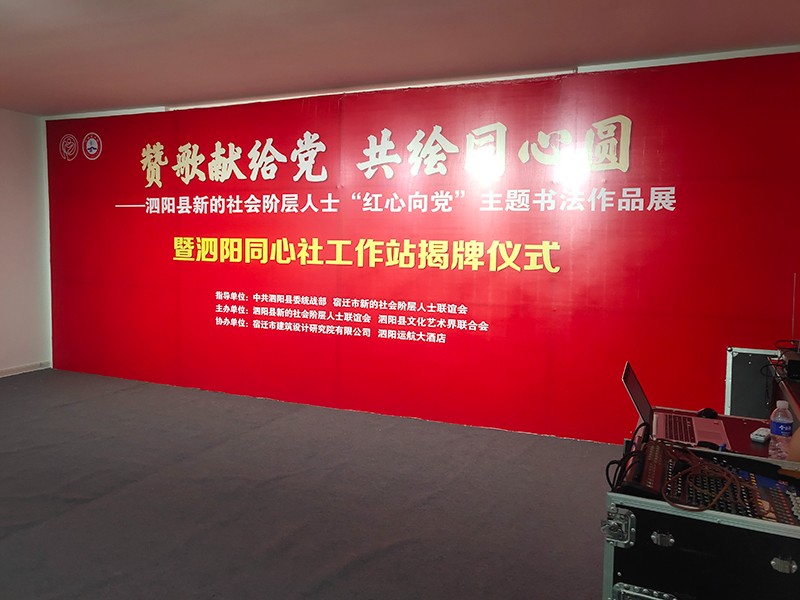 赞歌献给党 共绘同心圆
——泗阳县新的社会阶层人士“红心向党”主题书法作品展
暨泗阳同心社工作站揭牌仪式
指导单位：中共泗阳县委统战部 宿迁市新的社会阶层人士联谊会
主办单位：泗阳县新的社会阶层人士联谊会 泗阳县文化艺术界联合会
协办单位：宿迁市建筑设计研究院有限公司 泗阳运航大酒店